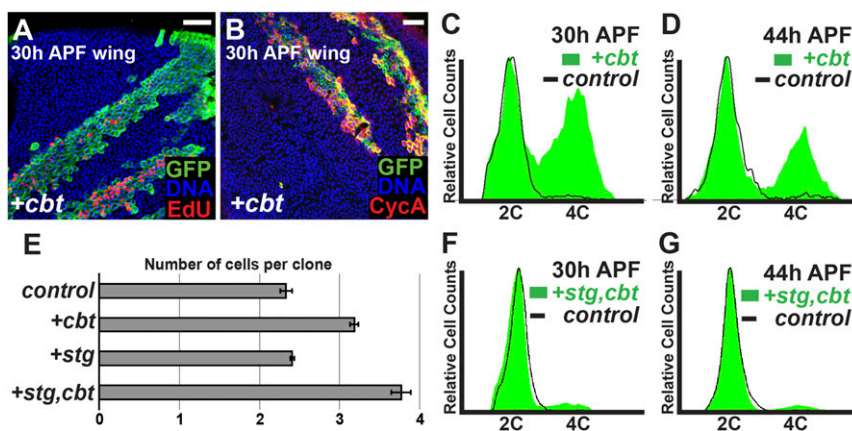 A
30h APF wing
+cbt
GFP
DNA
EdU
B
30h APF wing
+cbt
GFP
DNA
CycA
C
30h APF
+cbt
control
Relative Cell Counts
2C 4C
D
44h APF
+cbt
control
Relative Cell Counts
2C 4C
E
Number of cells per clone
control
+cbt
+stg
+stg,cbt
0 1 2 3 4
F
30h APF
+stg,cbt
control
Relative Cell Counts
2C 4C
G
44h APF
+stg,cbt
control
Relative Cell Counts
2C 4C